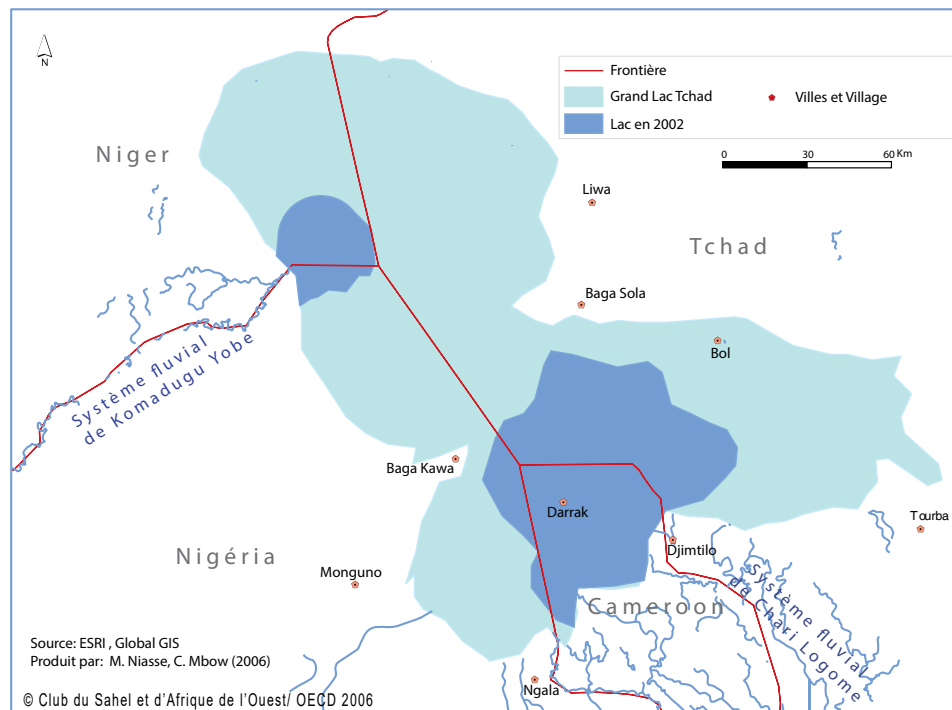 N
Frontière
Grand Lac Tchad
Villes et Village
Lac en 2002
0 30 60 Km
Niger
Liwa
Tchad
Baga Sola
Bol
Système fluvial
de Komadugu Yobe
Baga Kawa
Darrak
Tourba
Nigéria
Djimtilo
Monguno
Cameroon
Système fluvial
de Chari Logome
Source: ESRI , Global GIS
Produit par: M. Niasse, C. Mbow (2006)
Ngala
© Club du Sahel et d’Afrique de l’Ouest/ OECD 2006